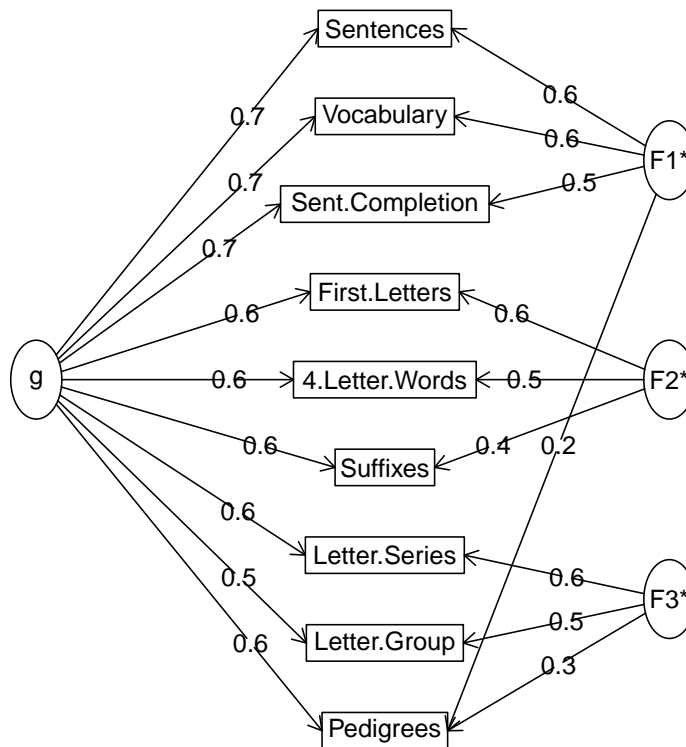 Sentences
0.6
0.7
Vocabulary
0.6
F1*
0.7
0.5
Sent.Completion
0.7
First.Letters
0.6
0.6
g
0.6
4.Letter.Words
0.5
F2*
0.6
0.4
0.2
Suffixes
0.6
Letter.Series
0.6
0.5
F3*
0.5
Letter.Group
0.6
0.3
Pedigrees